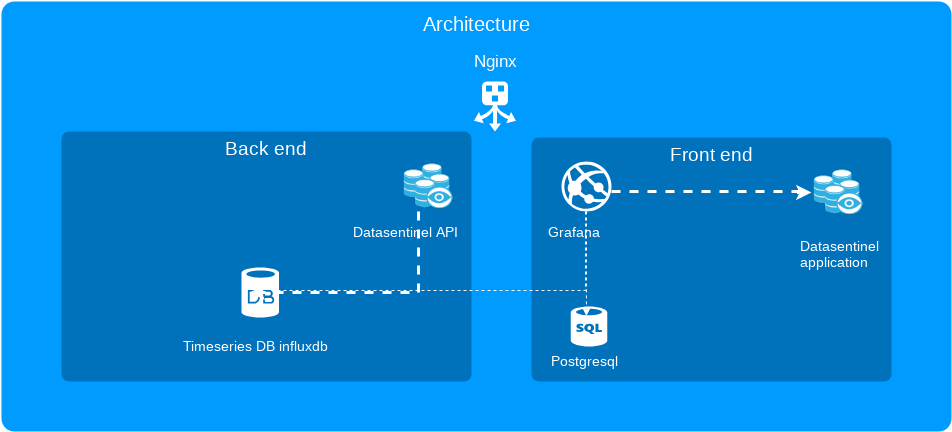 Architecture
Nginx
Back end
Front end
Datasentinel API
Grafana
Datasentinel
application
DB
Timeseries DB influxdb
SQL
Postgresql